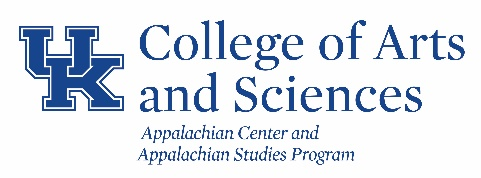 UK
College of Arts
and Sciences
Appalachian Center and
Appalachian Studies Program